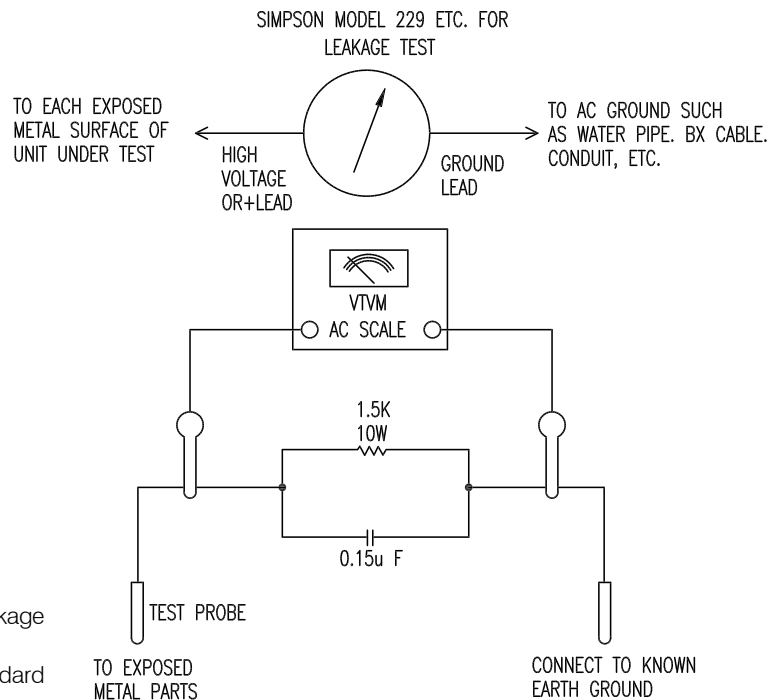 SIMPSON MODEL 229 ETC. FOR
LEAKAGE TEST
TO EACH EXPOSED
METAL SURFACE OF
UNIT UNDER TEST
HIGH
VOLTAGE
OR+LEAD
GROUND
LEAD
TO AC GROUND SUCH
AS WATER PIPE. BX CABLE.
CONDUIT, ETC.
VTVM
AC SCALE
1.5K
10W
0.15u F
TEST PROBE
TO EXPOSED
METAL PARTS
CONNECT TO KNOWN
EARTH GROUND
kage
dard